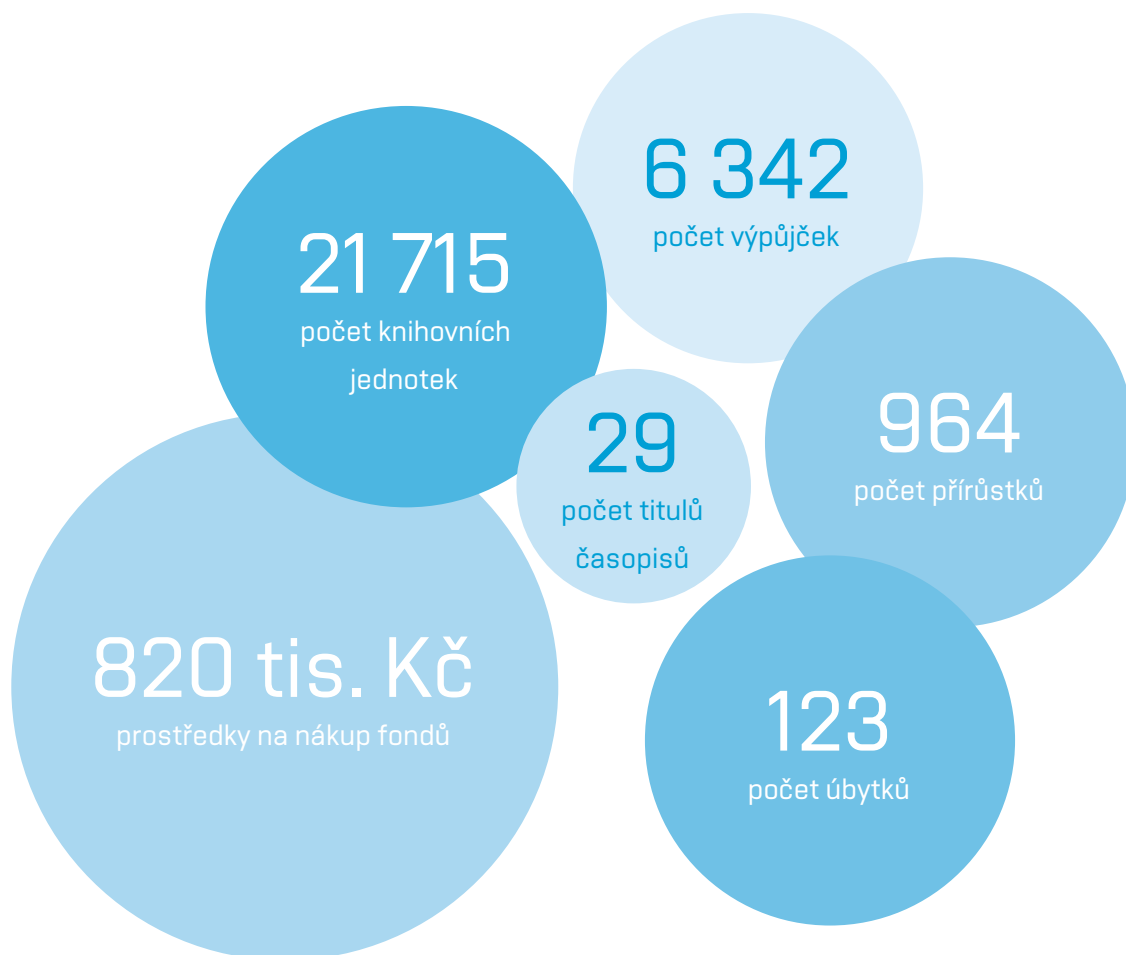 6 342
počet výpůjček
21 715
počet knihovních
jednotek
964
počet přírůstků
29
počet titulů
časopisů
820 tis. Kč
prostředky na nákup fondů
123
počet úbytků